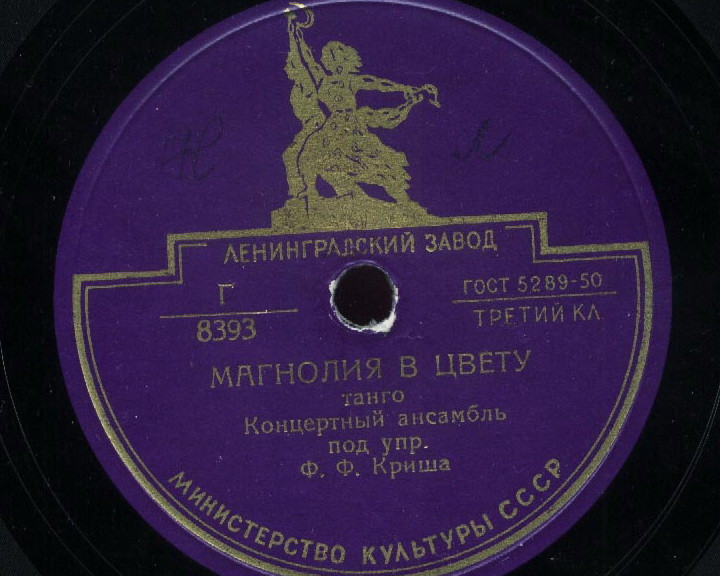 ЛЕНИНГРАДСКИЙ ЗАВОД
Г
8393
ГОСТ 5289-50
ТРЕТИЙ КЛ
МАГНОЛИЯ В ЦВЕТУ
танго
Концертный ансамбль
под упр.
Ф. Ф. Криша
МИНИСТЕРСТВО КУЛЬТУРЫ СССР